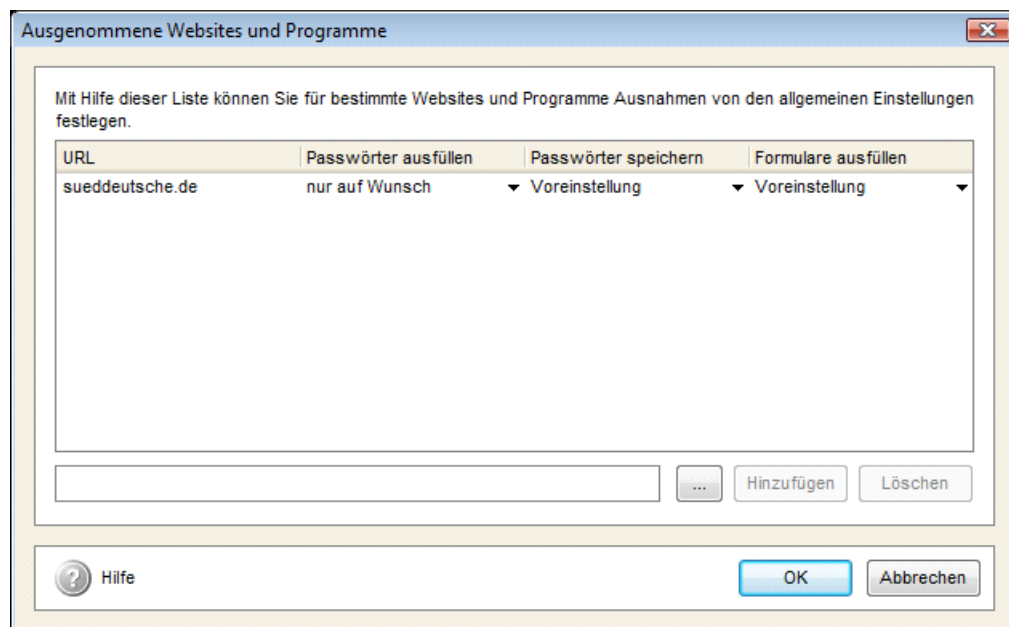 Ausgenommene Websites und Programme
Mit Hilfe dieser Liste können Sie für bestimmte Websites und Programme Ausnahmen von den allgemeinen Einstellungen
festlegen.
URL Passwörter ausfüllen Passwörter speichern Formulare ausfüllen
sueddeutsche.de nur auf Wunsch Voreinstellung Voreinstellung
... Hinzufügen Löschen
? Hilfe OK Abbrechen